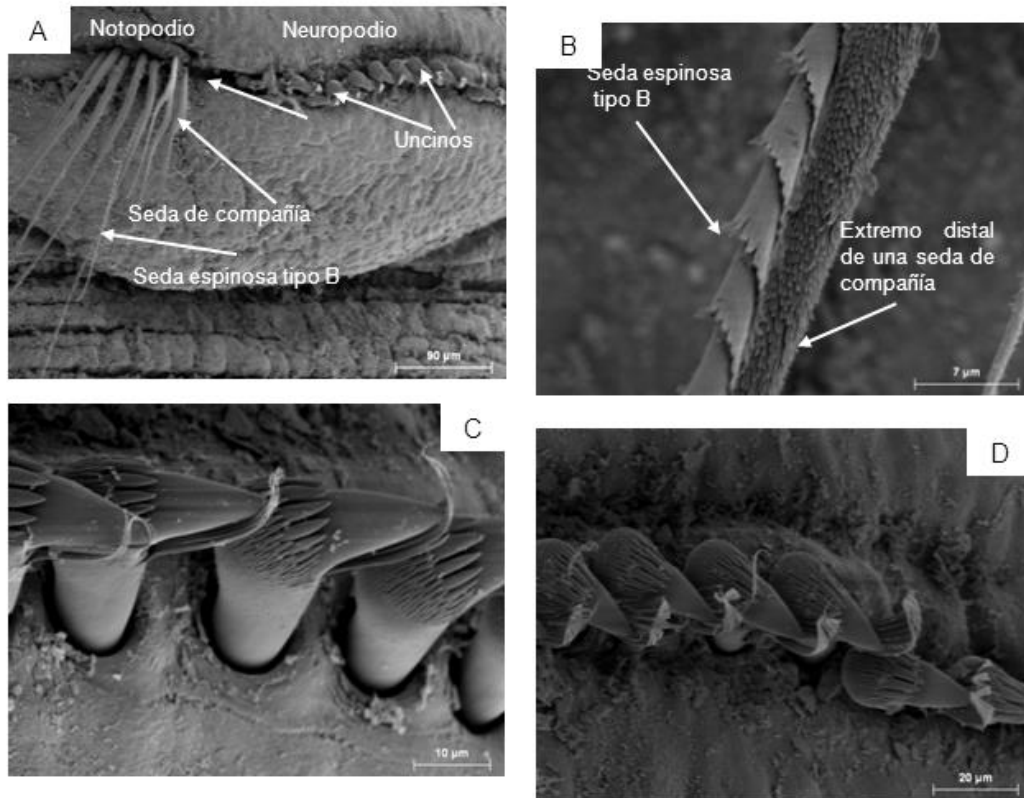 A
Notopodio
Neuropodio
Uncinos
Seda de compañía
Seda espinosa tipo B
90 µm
B
Seda espinosa
tipo B
Extremo distal
de una seda de
compañía
7 µm
C
10 µm
D
20 µm